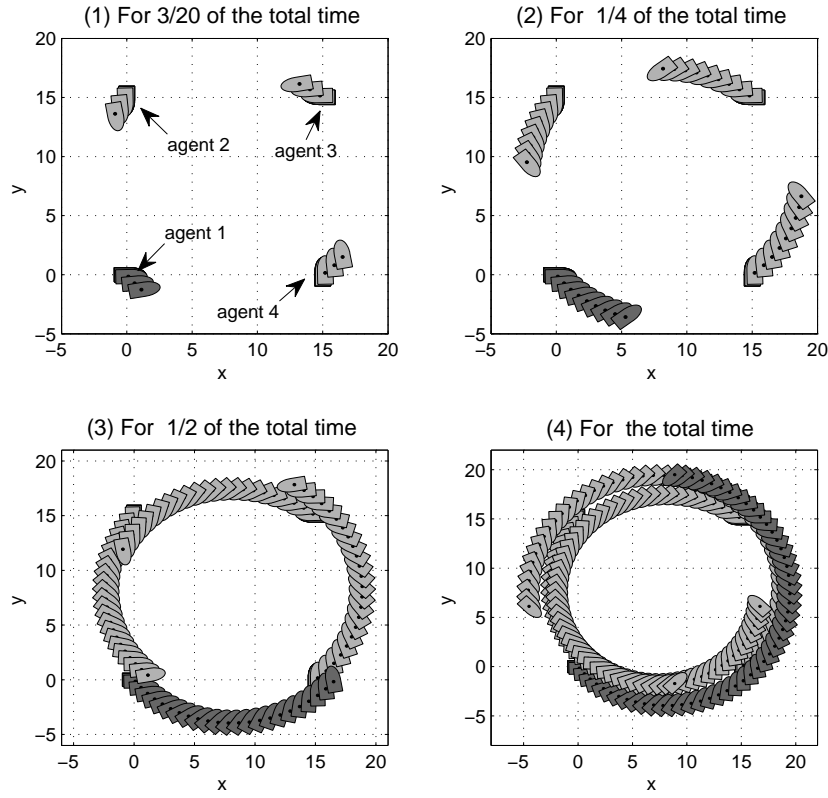 (1) For 3/20 of the total time
20
15
10
5
0
−5
−5 0 5 10 15 20
x
y
agent 2
agent 3
agent 1
agent 4
(2) For 1/4 of the total time
20
15
10
5
0
−5
−5 0 5 10 15 20
x
y
(3) For 1/2 of the total time
20
15
10
5
0
−5
−5 0 5 10 15 20
x
y
(4) For the total time
20
15
10
5
0
−5
−5 0 5 10 15 20
x
y